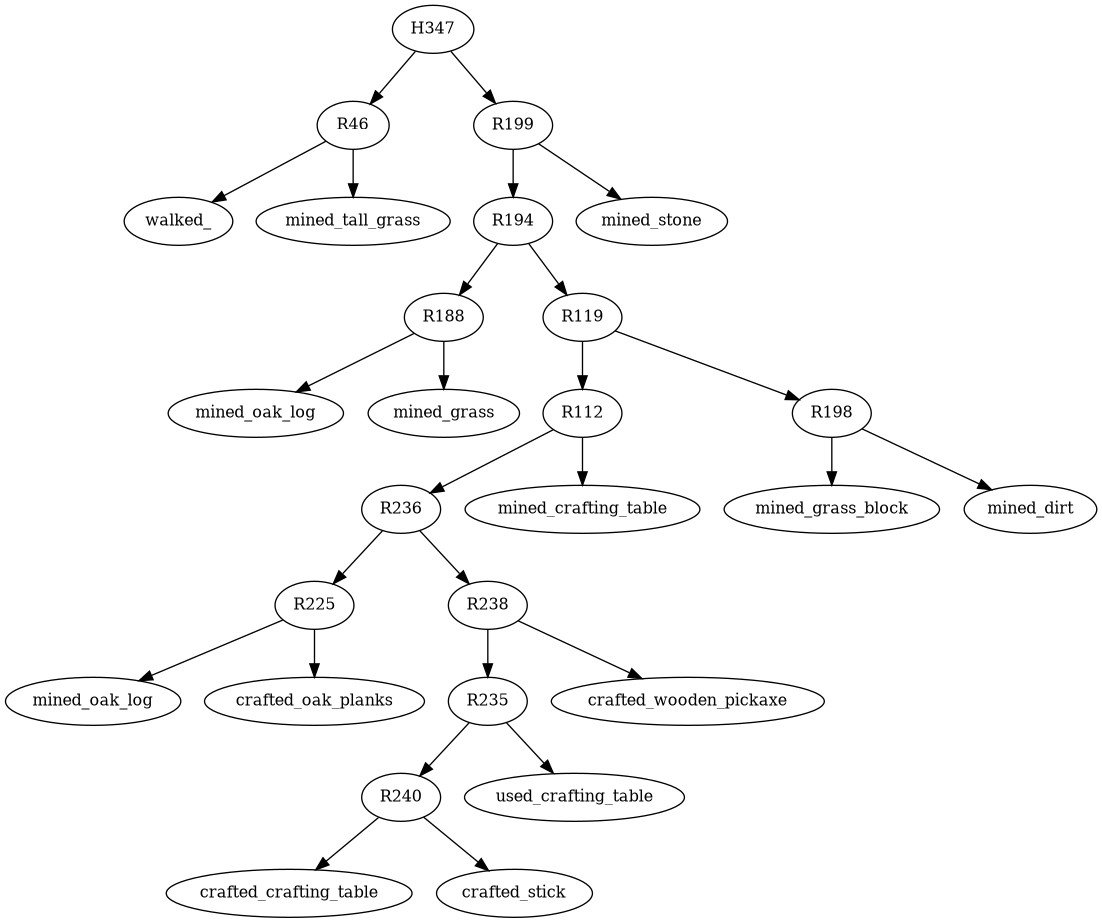 H347
R46
R199
walked_
mined_tall_grass
R194
mined_stone
R188
R119
mined_oak_log
mined_grass
R112
R198
R236
mined_crafting_table
mined_grass_block
mined_dirt
R225
R238
mined_oak_log
crafted_oak_planks
R235
crafted_wooden_pickaxe
R240
used_crafting_table
crafted_crafting_table
crafted_stick